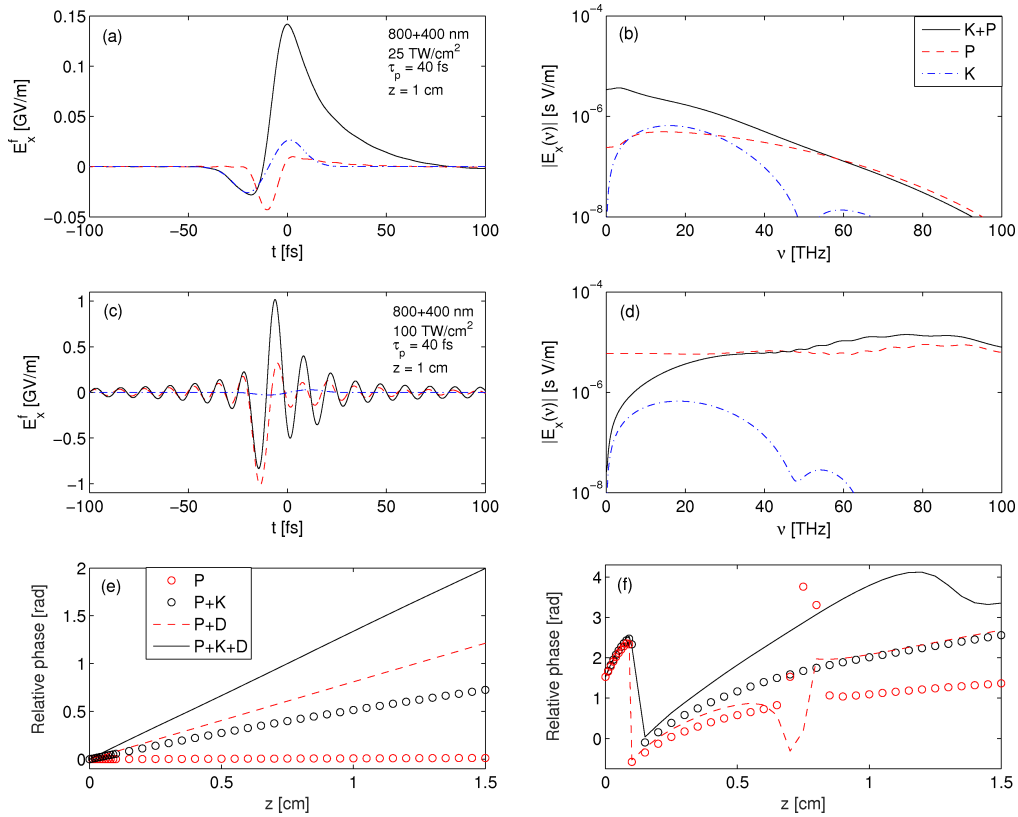 (a)
800+400 nm
25 TW/cm²
τp = 40 fs
z = 1 cm
0.15
0.1
0.05
0
−0.05
−100
−50
0
50
100
E_x^f [GV/m]
t [fs]
(b)
K+P
P
K
10⁻⁴
10⁻⁶
10⁻⁸
0
20
40
60
80
100
|E_x(ν)| [s V/m]
ν [THz]
(c)
800+400 nm
100 TW/cm²
τp = 40 fs
z = 1 cm
1
0.5
0
−0.5
−1
−100
−50
0
50
100
E_x^f [GV/m]
t [fs]
(d)
10⁻⁴
10⁻⁶
10⁻⁸
0
20
40
60
80
100
|E_x(ν)| [s V/m]
ν [THz]
(e)
P
P+K
P+D
P+K+D
2
1.5
1
0.5
0
0
0.5
1
1.5
Relative phase [rad]
z [cm]
(f)
4
3
2
1
0
0
0.5
1
1.5
Relative phase [rad]
z [cm]